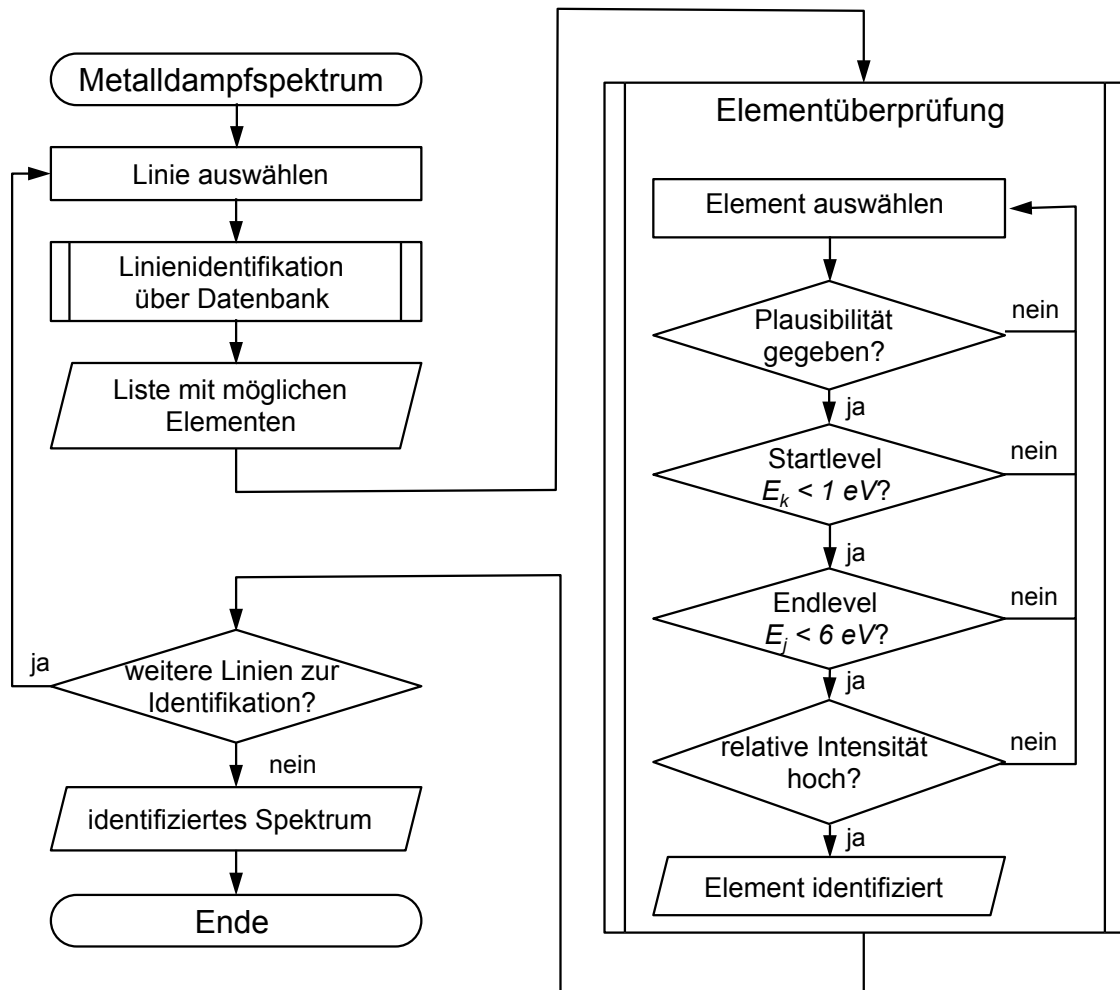 Metalldampfspektrum
Linie auswählen
Linienidentifikation
über Datenbank
Liste mit möglichen
Elementen
weitere Linien zur
Identifikation?
ja
nein
identifiziertes Spektrum
Ende
Elementüberprüfung
Element auswählen
Plausibilität
gegeben?
nein
ja
Startlevel
E_k < 1 eV?
nein
ja
Endlevel
E_j < 6 eV?
nein
ja
relative Intensität
hoch?
nein
ja
Element identifiziert